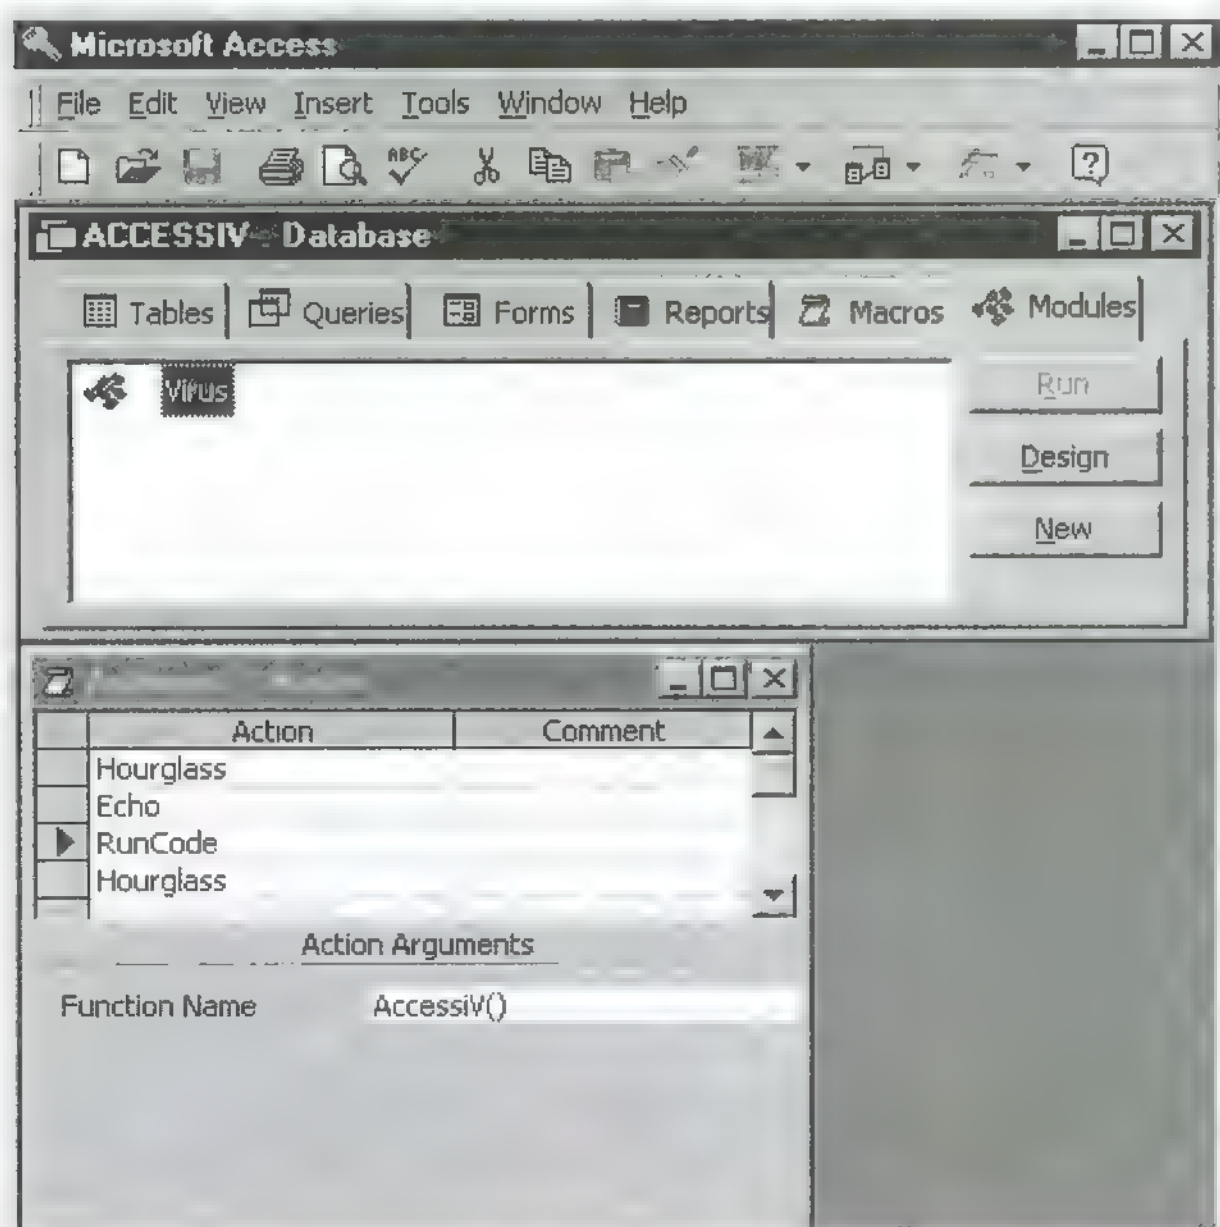 Microsoft Access
File Edit View Insert Tools Window Help
ABC
ACCESSIV - Database
Tables Queries Forms Reports Macros Modules
Virus
Run
Design
New
Action Comment
Hourglass
Echo
RunCode
Hourglass
Action Arguments
Function Name AccessiV()